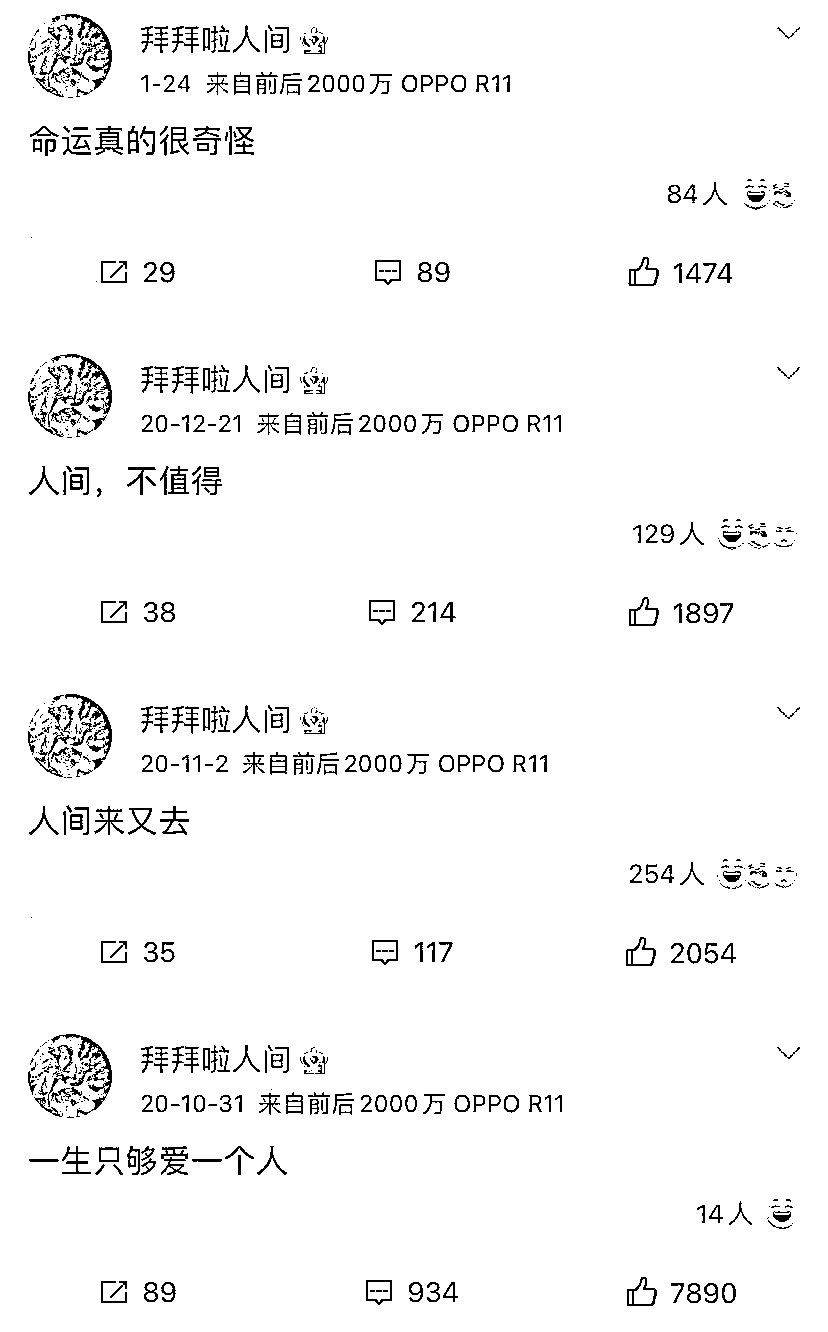 拜拜啦人间
1-24 来自前后2000万 OPPO R11
命运真的很奇怪
84人
29 89 1474
拜拜啦人间
20-12-21 来自前后2000万 OPPO R11
人间，不值得
129人
38 214 1897
拜拜啦人间
20-11-2 来自前后2000万 OPPO R11
人间来又去
254人
35 117 2054
拜拜啦人间
20-10-31 来自前后2000万 OPPO R11
一生只够爱一个人
14人
89 934 7890